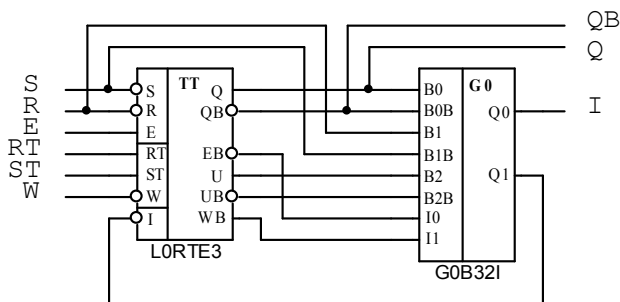 QB
Q
S
R
E
RT
ST
W
S TT Q
R QB
E
RT EB
ST U
W UB
I WB
L0RTE3
B0 G0
B0B Q0
B1
B1B
B2 Q1
B2B
I0
I1
G0B32I
I